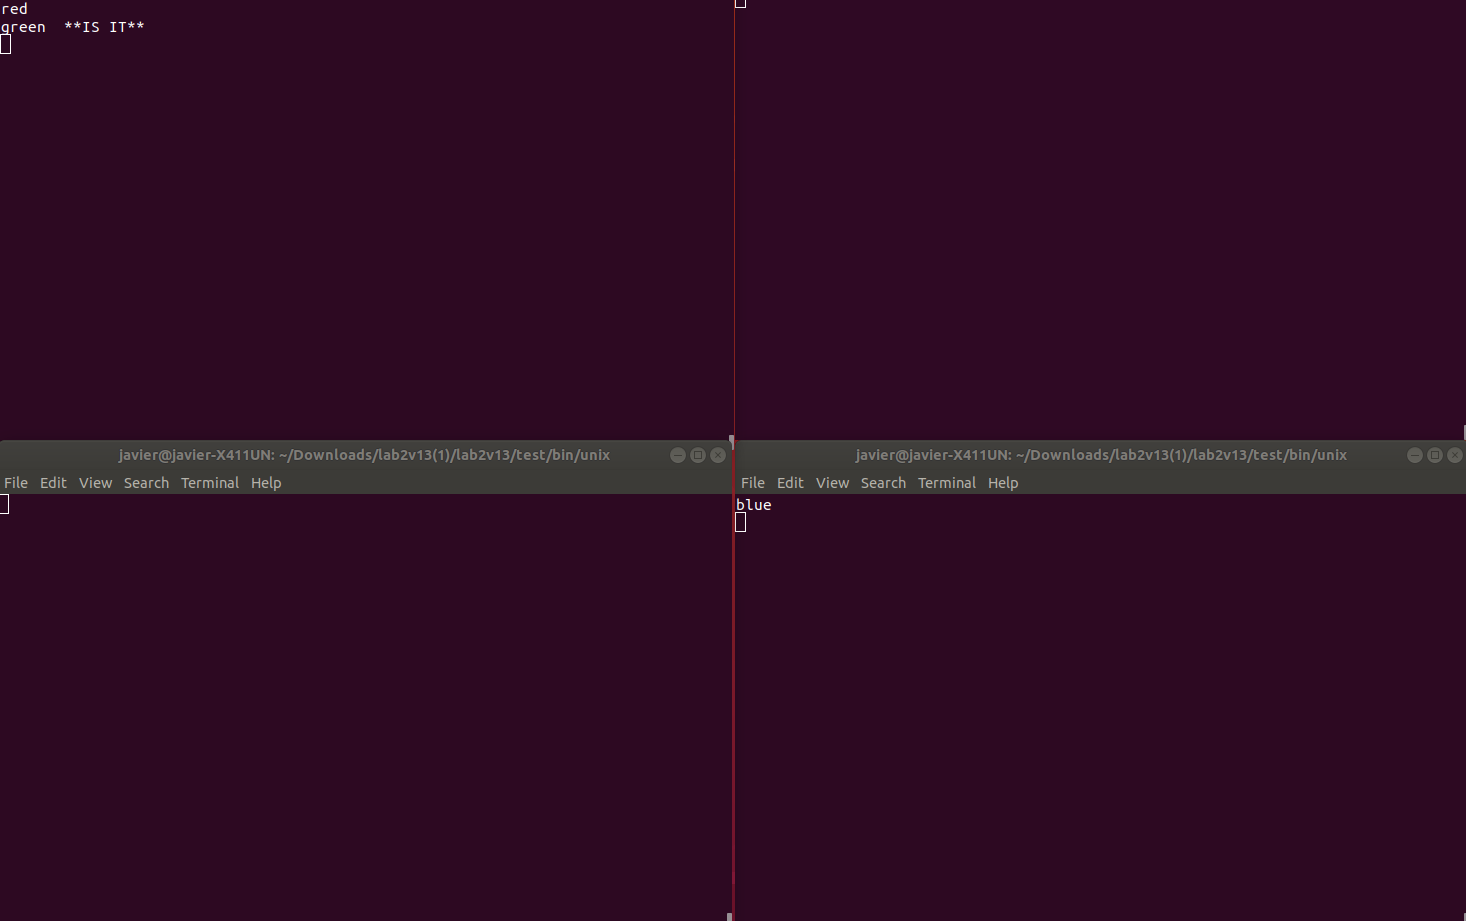 red
green  **IS IT**
javier@javier-X411UN: ~/Downloads/lab2v13(1)/lab2v13/test/bin/unix
File Edit View Search Terminal Help
javier@javier-X411UN: ~/Downloads/lab2v13(1)/lab2v13/test/bin/unix
File Edit View Search Terminal Help
blue